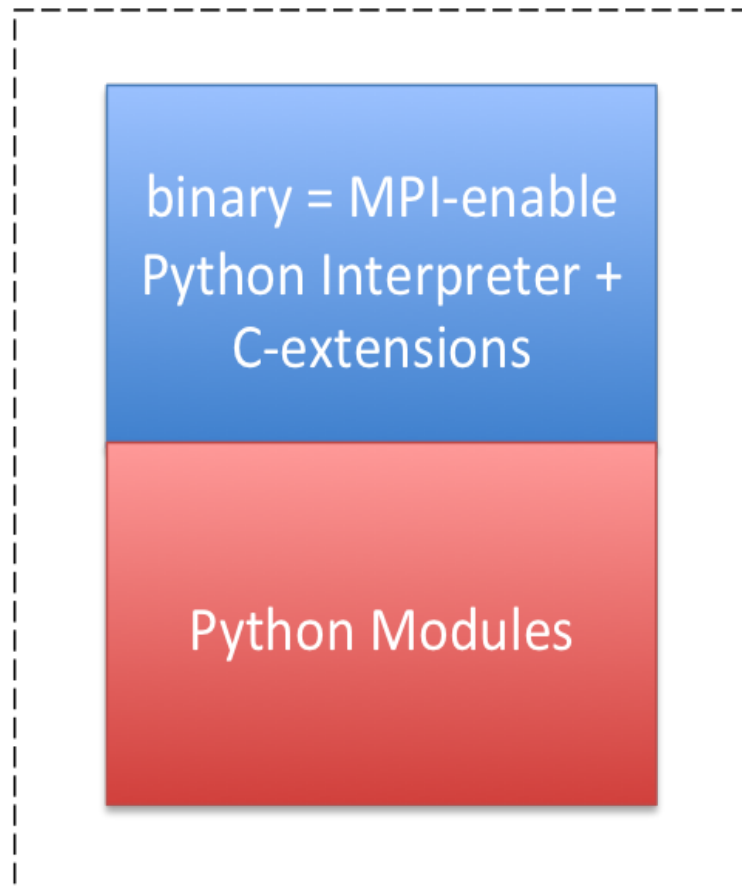 binary = MPI-enable
Python Interpreter +
C-extensions
Python Modules